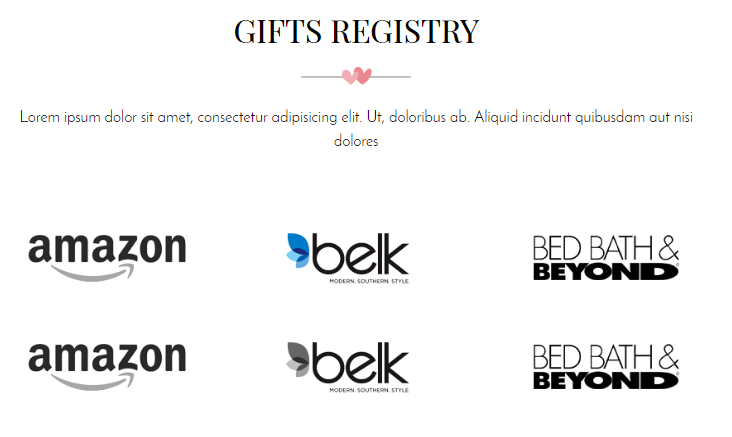 GIFTS REGISTRY
Lorem ipsum dolor sit amet, consectetur adipisicing elit. Ut, doloribus ab. Aliquid incidunt quibusdam aut nisi
dolores
amazon
belk
MODERN. SOUTHERN. STYLE.
BED BATH &
BEYOND
amazon
belk
MODERN. SOUTHERN. STYLE.
BED BATH &
BEYOND